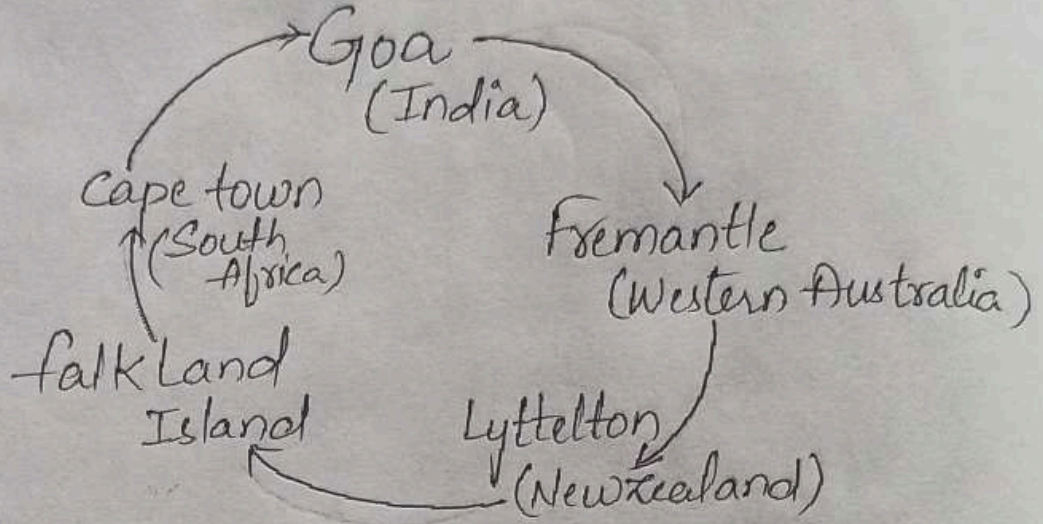 Goa
(India)
Cape town
(South
Africa)
Fremantle
(Western Australia)
falkLand
Island
Lyttelton
(Newzealand)